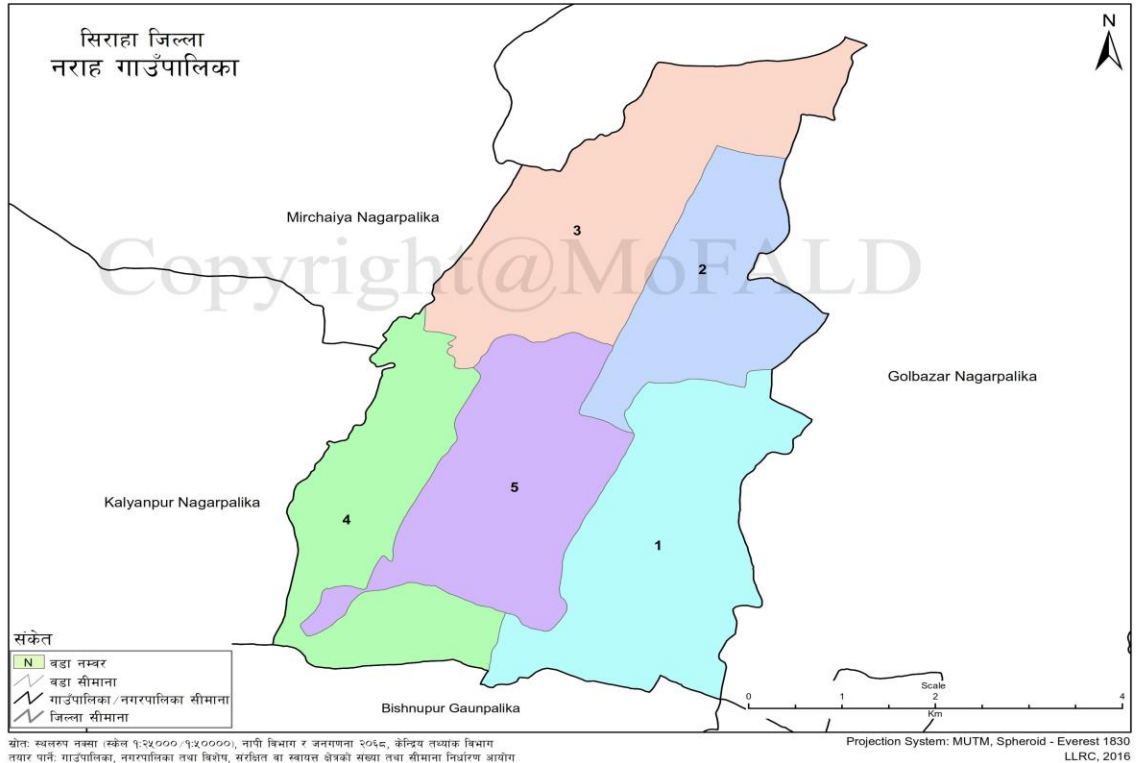 सिराहा जिल्ला
नराह गाउँपालिका
N
Mirchaiya Nagarpalika
3
Copyright@MoFALD
2
Golbazar Nagarpalika
Kalyanpur Nagarpalika
5
4
1
संकेत
N वडा नम्वर
वडा सीमाना
गाउँपालिका/नगरपालिका सीमाना
जिल्ला सीमाना
Bishnupur Gaunpalika
Scale
0 1 2 4
Km
स्रोतः स्थलरुप नक्सा (स्केल १:२५०००/१:५००००), नापी विभाग र जनगणना २०६८, केन्द्रिय तथ्यांक विभाग
तयार पार्नेः गाउँपालिका, नगरपालिका तथा विशेष, संरक्षित वा स्वायत्त क्षेत्रको संख्या तथा सीमाना निर्धारण आयोग
Projection System: MUTM, Spheroid - Everest 1830
LLRC, 2016